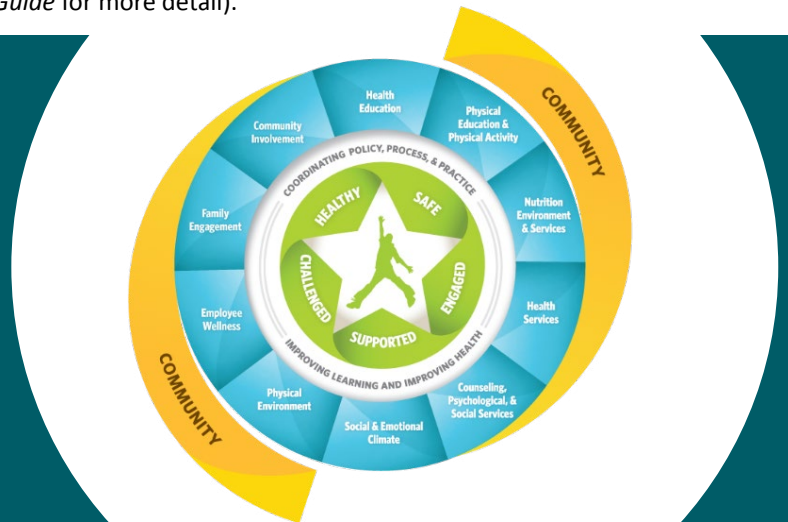 Guide for more detail).
COMMUNITY
Health
Education
Physical
Education &
Physical Activity
Nutrition
Environment
& Services
Health
Services
Counseling,
Psychological, &
Social Services
Social & Emotional
Climate
Physical
Environment
Employee
Wellness
Family
Engagement
Community
Involvement
COORDINATING POLICY, PROCESS, & PRACTICE
IMPROVING LEARNING AND IMPROVING HEALTH
HEALTHY
SAFE
ENGAGED
SUPPORTED
CHALLENGED
COMMUNITY